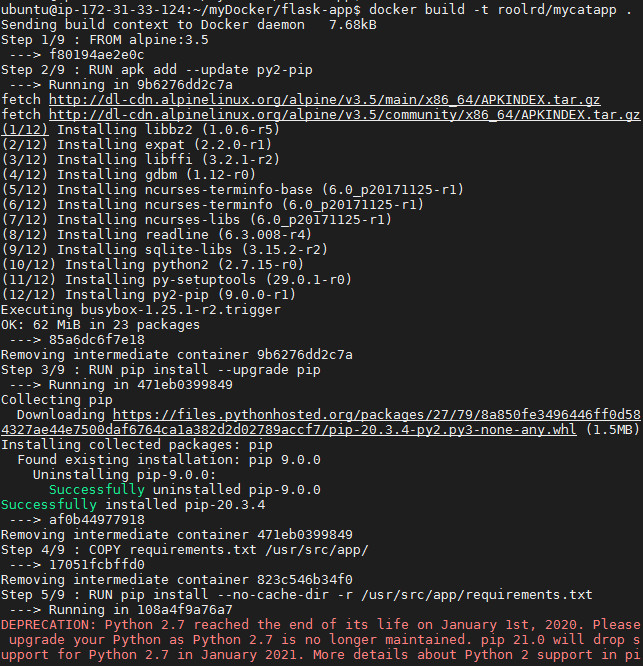 ubuntu@ip-172-31-33-124:~/myDocker/flask-app$ docker build -t roolrd/mycatapp .
Sending build context to Docker daemon   7.68kB
Step 1/9 : FROM alpine:3.5
 ---> f80194ae2e0c
Step 2/9 : RUN apk add --update py2-pip
 ---> Running in 9b6276dd2c7a
fetch http://dl-cdn.alpinelinux.org/alpine/v3.5/main/x86_64/APKINDEX.tar.gz
fetch http://dl-cdn.alpinelinux.org/alpine/v3.5/community/x86_64/APKINDEX.tar.gz
(1/12) Installing libbz2 (1.0.6-r5)
(2/12) Installing expat (2.2.0-r1)
(3/12) Installing libffi (3.2.1-r2)
(4/12) Installing gdbm (1.12-r0)
(5/12) Installing ncurses-terminfo-base (6.0_p20171125-r1)
(6/12) Installing ncurses-terminfo (6.0_p20171125-r1)
(7/12) Installing ncurses-libs (6.0_p20171125-r1)
(8/12) Installing readline (6.3.008-r4)
(9/12) Installing sqlite-libs (3.15.2-r2)
(10/12) Installing python2 (2.7.15-r0)
(11/12) Installing py-setuptools (29.0.1-r0)
(12/12) Installing py2-pip (9.0.0-r1)
Executing busybox-1.25.1-r2.trigger
OK: 62 MiB in 23 packages
 ---> 85a6dc6f7e18
Removing intermediate container 9b6276dd2c7a
Step 3/9 : RUN pip install --upgrade pip
 ---> Running in 471eb0399849
Collecting pip
  Downloading https://files.pythonhosted.org/packages/27/79/8a850fe3496446ff0d58
4327ae44e7500daf6764ca1a382d2d02789accf7/pip-20.3.4-py2.py3-none-any.whl (1.5MB)
Installing collected packages: pip
  Found existing installation: pip 9.0.0
    Uninstalling pip-9.0.0:
      Successfully uninstalled pip-9.0.0
Successfully installed pip-20.3.4
 ---> af0b44977918
Removing intermediate container 471eb0399849
Step 4/9 : COPY requirements.txt /usr/src/app/
 ---> 17051fcbffd0
Removing intermediate container 823c546b34f0
Step 5/9 : RUN pip install --no-cache-dir -r /usr/src/app/requirements.txt
 ---> Running in 108a4f9a76a7
DEPRECATION: Python 2.7 reached the end of its life on January 1st, 2020. Please
 upgrade your Python as Python 2.7 is no longer maintained. pip 21.0 will drop s
upport for Python 2.7 in January 2021. More details about Python 2 support in pi